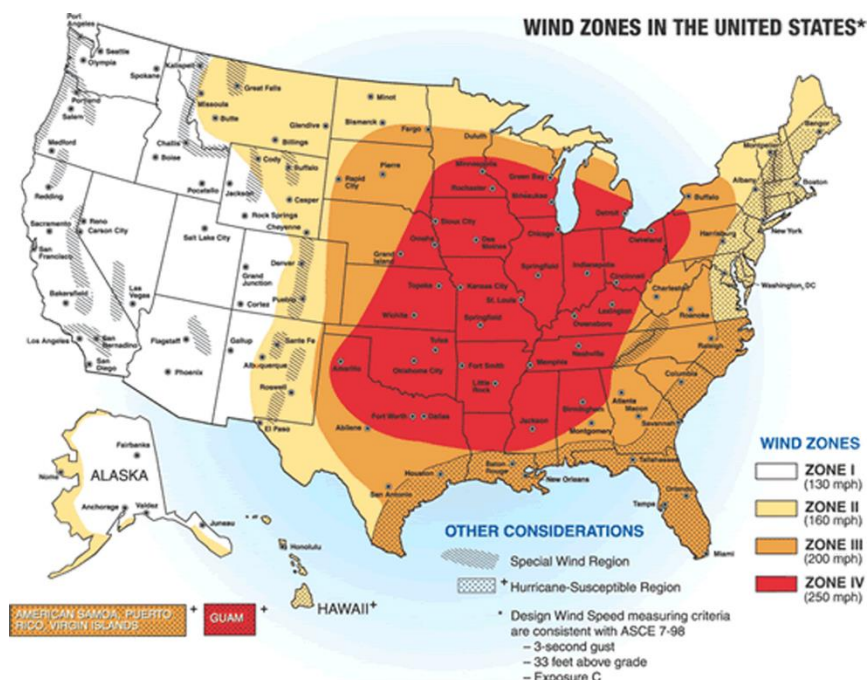 WIND ZONES IN THE UNITED STATES*
Port
Angeles
Seattle
Olympia
Spokane
Kalispell
Great Falls
Portland
Salem
Missoula
Butte
Glendive
Billings
Minot
Bismarck
Fargo
Duluth
Medford
Challis
Boise
Pocatello
Cody
Buffalo
Jackson
Casper
Rock Springs
Cheyenne
Rapid
City
Pierre
Minneapolis
Rochester
Green Bay
Milwaukee
Detroit
Buffalo
Albany
Montpelier
Bangor
Boston
New York
Redding
Sacramento
San
Francisco
Reno
Carson City
Salt Lake City
Grand
Junction
Denver
Pueblo
Cortez
Grand
Island
Sioux City
Omaha
Des
Moines
Chicago
Cleveland
Harrisburg
Washington, DC
Bakersfield
Las
Vegas
Los Angeles
San
Bernadino
San
Diego
Flagstaff
Phoenix
Gallup
Santa Fe
Albuquerque
Roswell
El Paso
Topeka
Wichita
Kansas City
St. Louis
Springfield
Springfield
Indianapolis
Cincinnati
Lexington
Owensboro
Charleston
Roanoke
Raleigh
Amarillo
Tulsa
Oklahoma City
Fort Smith
Little
Rock
Memphis
Nashville
Columbia
Atlanta
Macon
Savannah
Birmingham
Montgomery
Jackson
Fort Worth
Dallas
Abilene
San Antonio
Houston
Baton
Rouge
New Orleans
Tallahassee
Orlando
Tampa
Miami
Fairbanks
ALASKA
Nome
Anchorage
Valdez
Juneau
Honolulu
HAWAII+
AMERICAN SAMOA, PUERTO
RICO, VIRGIN ISLANDS
+
GUAM
+
OTHER CONSIDERATIONS
Special Wind Region
+ Hurricane-Susceptible Region
* Design Wind Speed measuring criteria
are consistent with ASCE 7-98
– 3-second gust
– 33 feet above grade
– Exposure C
WIND ZONES
ZONE I
(130 mph)
ZONE II
(160 mph)
ZONE III
(200 mph)
ZONE IV
(250 mph)